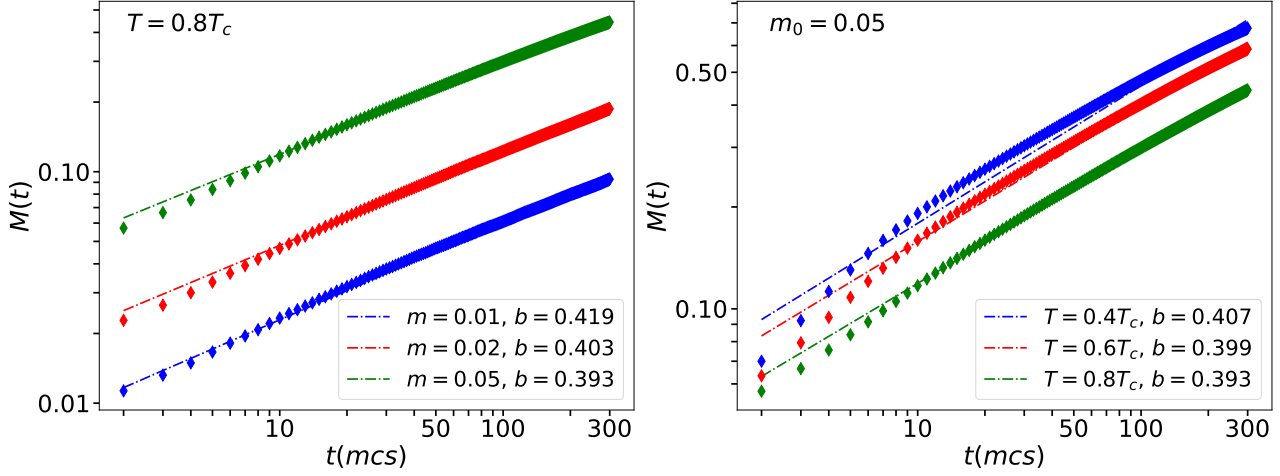 T = 0.8T_c
M(t)
0.10
0.01
10
50
100
300
t(mcs)
m = 0.01, b = 0.419
m = 0.02, b = 0.403
m = 0.05, b = 0.393
m_0 = 0.05
M(t)
0.50
0.10
10
50
100
300
t(mcs)
T = 0.4T_c, b = 0.407
T = 0.6T_c, b = 0.399
T = 0.8T_c, b = 0.393